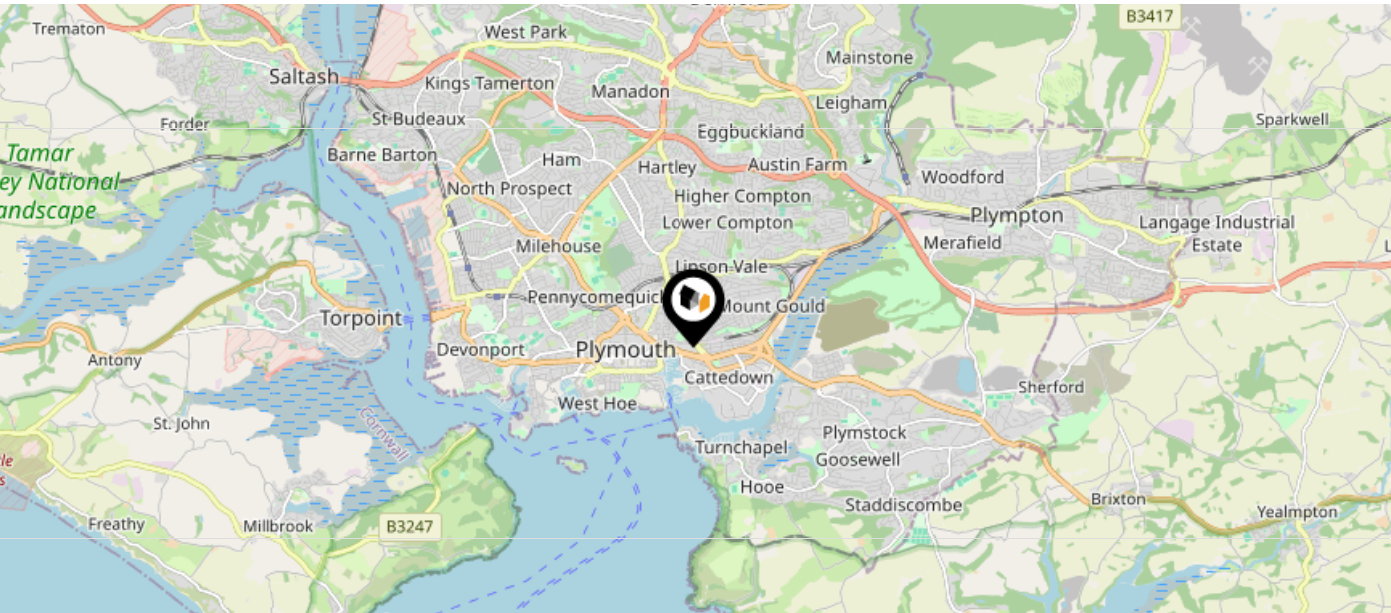 B3417
Trematon
West Park
Mainstone
Saltash
Kings Tamerton
Manadon
Leigham
Forder
St Budeaux
Eggbuckland
Sparkwell
Tamar
ey National
andscape
Barne Barton
Ham
Hartley
Austin Farm
North Prospect
Higher Compton
Woodford
Lower Compton
Plympton
Langage Industrial
Estate
Milehouse
Merafield
Lipson Vale
Pennycomequick
Mount Gould
Torpoint
Antony
Devonport
Plymouth
Cattedown
Sherford
West Hoe
St. John
Cornwall
Plymstock
Turnchapel
Goosewell
Hooe
Staddiscombe
Brixton
Yealmpton
Freathy
Millbrook
B3247